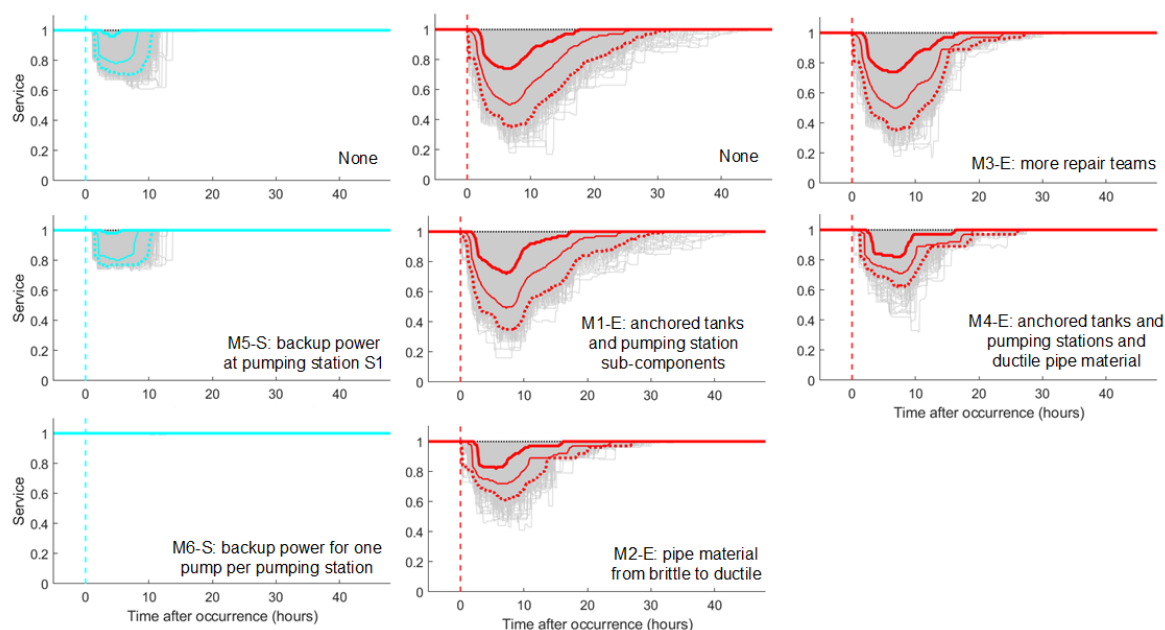 1
0.8
0.6
0.4
0.2
0
Service
0 10 20 30 40
None
1
0.8
0.6
0.4
0.2
0
0 10 20 30 40
None
1
0.8
0.6
0.4
0.2
0
0 10 20 30 40
M3-E: more repair teams
1
0.8
0.6
0.4
0.2
0
Service
0 10 20 30 40
M5-S: backup power
at pumping station S1
1
0.8
0.6
0.4
0.2
0
0 10 20 30 40
M1-E: anchored tanks
and pumping station
sub-components
1
0.8
0.6
0.4
0.2
0
0 10 20 30 40
M4-E: anchored tanks and
pumping stations and
ductile pipe material
Time after occurrence (hours)
1
0.8
0.6
0.4
0.2
0
Service
0 10 20 30 40
M6-S: backup power for one
pump per pumping station
Time after occurrence (hours)
1
0.8
0.6
0.4
0.2
0
0 10 20 30 40
M2-E: pipe material
from brittle to ductile
Time after occurrence (hours)